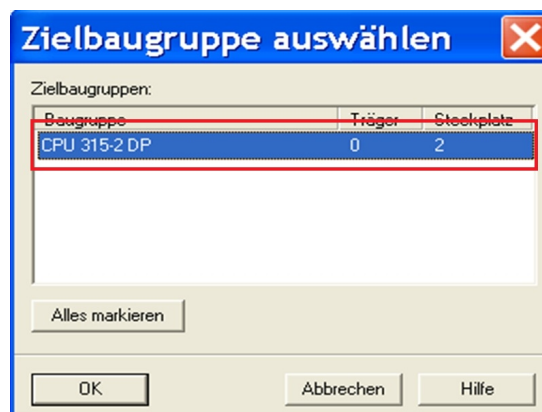 Zielbaugruppe auswählen
Zielbaugruppen:
Baugruppe Träger Steckplatz
CPU 315-2 DP 0 2
Alles markieren
OK Abbrechen Hilfe